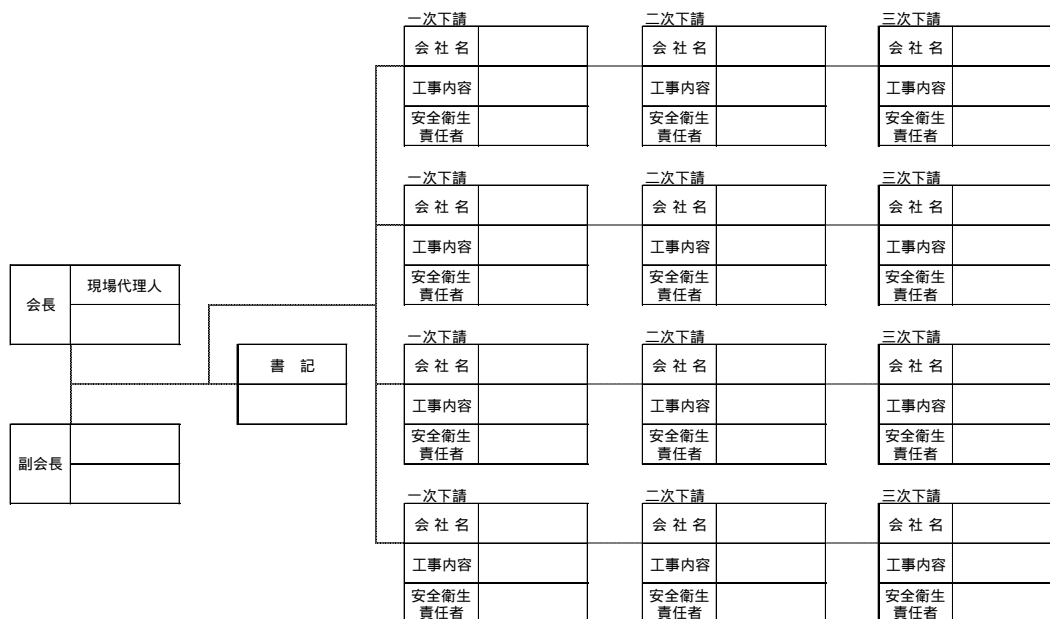 一次下請 二次下請 三次下請
会 社 名 会 社 名 会 社 名
工事内容 工事内容 工事内容
安全衛生 安全衛生 安全衛生
責任者 責任者 責任者
一次下請 二次下請 三次下請
会 社 名 会 社 名 会 社 名
工事内容 工事内容 工事内容
安全衛生 安全衛生 安全衛生
責任者 責任者 責任者
会長 現場代理人
書 記
副会長
一次下請 二次下請 三次下請
会 社 名 会 社 名 会 社 名
工事内容 工事内容 工事内容
安全衛生 安全衛生 安全衛生
責任者 責任者 責任者
一次下請 二次下請 三次下請
会 社 名 会 社 名 会 社 名
工事内容 工事内容 工事内容
安全衛生 安全衛生 安全衛生
責任者 責任者 責任者